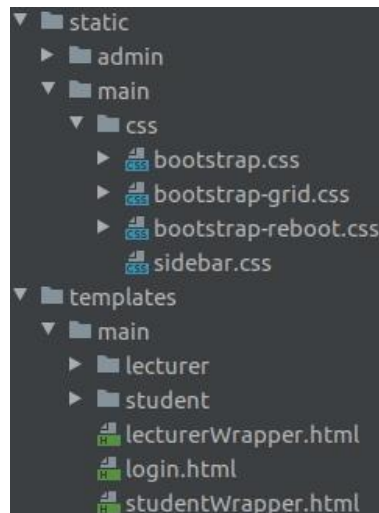 static
admin
main
css
bootstrap.css
bootstrap-grid.css
bootstrap-reboot.css
sidebar.css
templates
main
lecturer
student
lecturerWrapper.html
login.html
studentWrapper.html